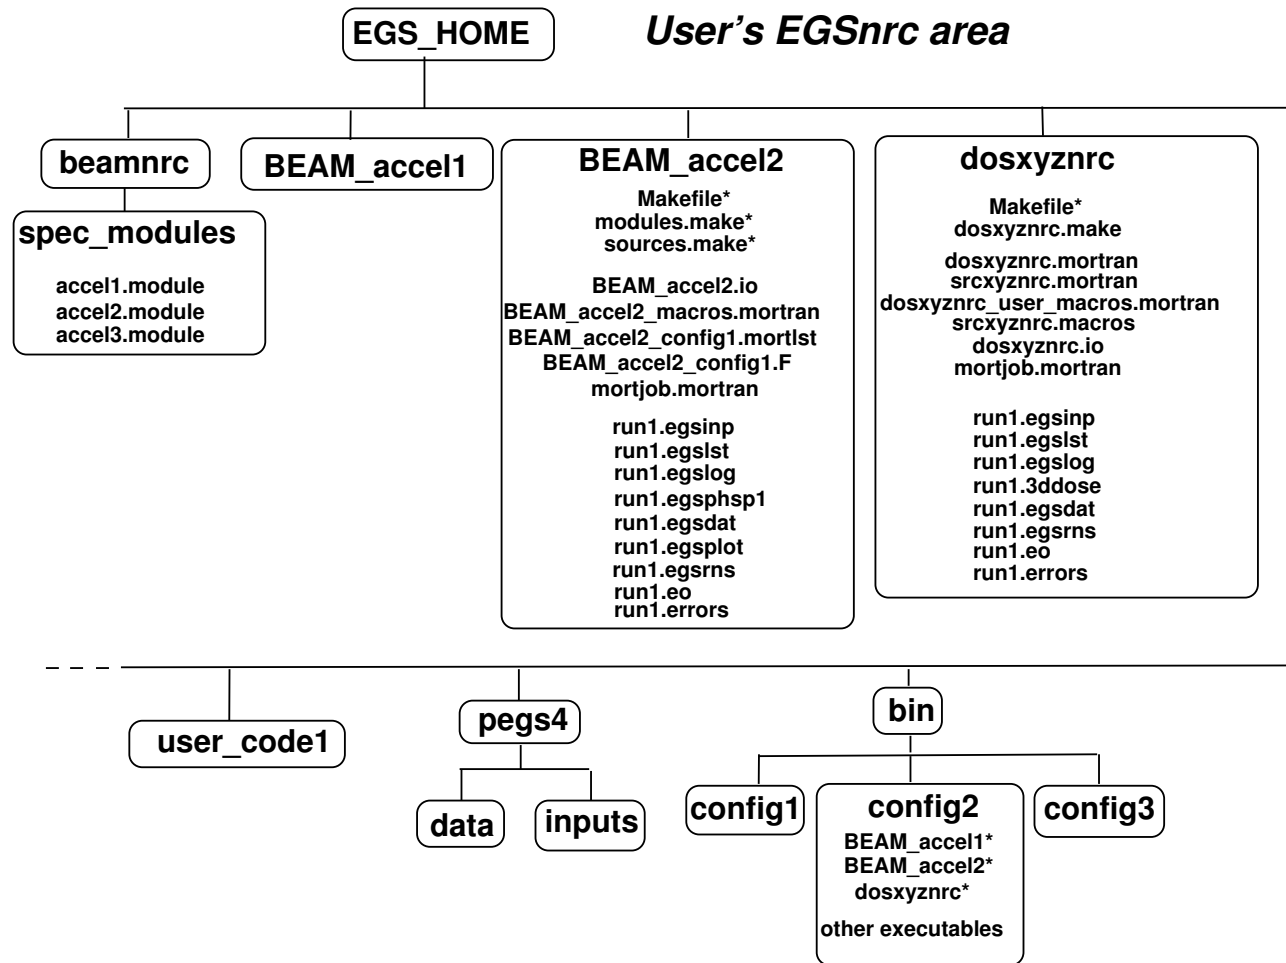 EGS_HOME
User's EGSnrc area
beamnrc
spec_modules
accel1.module
accel2.module
accel3.module
BEAM_accel1
BEAM_accel2
Makefile*
modules.make*
sources.make*
BEAM_accel2.io
BEAM_accel2_macros.mortran
BEAM_accel2_config1.mortlst
BEAM_accel2_config1.F
mortjob.mortran
run1.egsinp
run1.egslst
run1.egslog
run1.egsphsp1
run1.egsdat
run1.egsplot
run1.egsrns
run1.eo
run1.errors
dosxyznrc
Makefile*
dosxyznrc.make
dosxyznrc.mortran
srcxyznrc.mortran
dosxyznrc_user_macros.mortran
srcxyznrc.macros
dosxyznrc.io
mortjob.mortran
run1.egsinp
run1.egslst
run1.egslog
run1.3ddose
run1.egsdat
run1.egsrns
run1.eo
run1.errors
user_code1
pegs4
data
inputs
bin
config1
config2
BEAM_accel1*
BEAM_accel2*
dosxyznrc*
other executables
config3